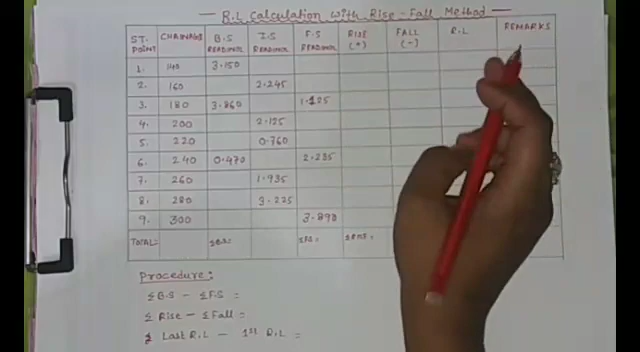 R.L Calculation with Rise-Fall Method
ST. POINT CHAINAGE B.S READING I.S READING F.S READING RISE (+) FALL (-) R.L REMARKS
1. 140 3.150
2. 160 2.245
3. 180 3.860 1.125
4. 200 2.125
5. 220 0.760
6. 240 0.470 2.235
7. 260 1.935
8. 280 3.225
9. 300 3.890
TOTAL= ΣBS= ΣFS=
Procedure:
ΣB.S - ΣF.S =
Σ Rise - ΣFall =
Last R.L - 1st R.L =